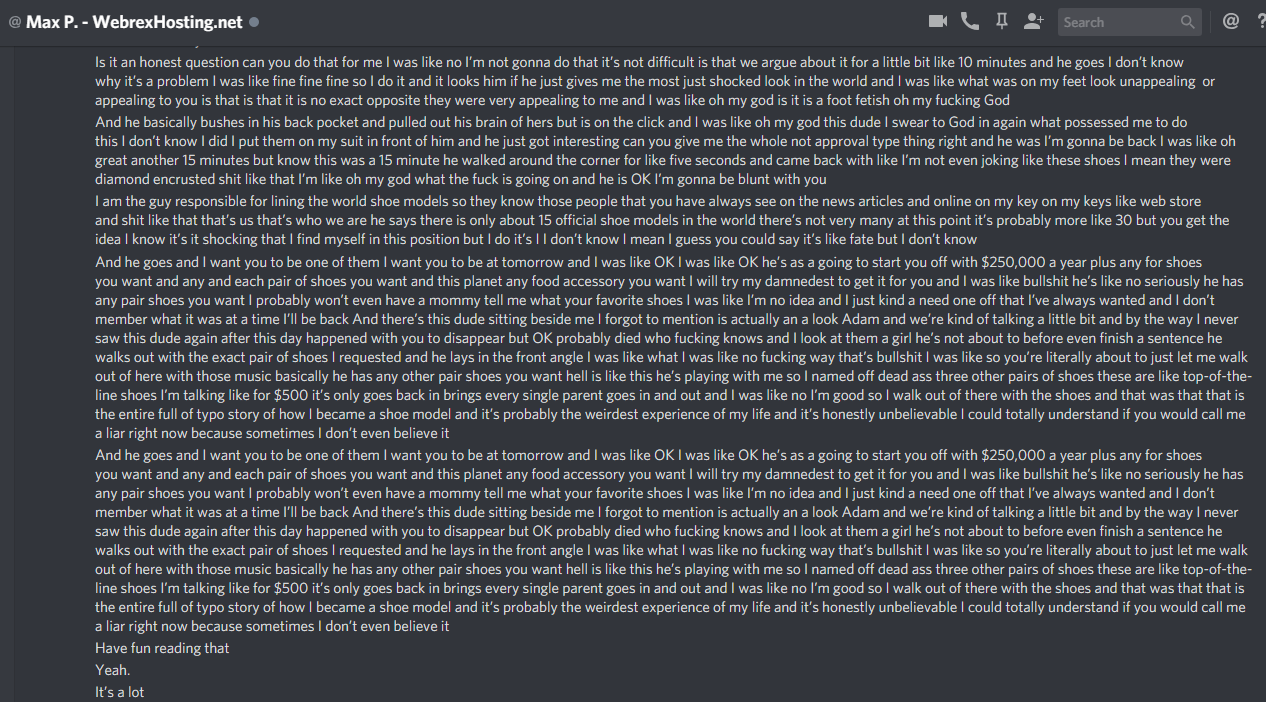 @ Max P. - WebrexHosting.net
Search
@
?
Is it an honest question can you do that for me I was like no I'm not gonna do that it's not difficult is that we argue about it for a little bit like 10 minutes and he goes I don't know
why it's a problem I was like fine fine fine so I do it and it looks him if he just gives me the most just shocked look in the world and I was like what was on my feet look unappealing  or
appealing to you is that is that it is no exact opposite they were very appealing to me and I was like oh my god is it is a foot fetish oh my fucking God
And he basically bushes in his back pocket and pulled out his brain of hers but is on the click and I was like oh my god this dude I swear to God in again what possessed me to do
this I don't know I did I put them on my suit in front of him and he just got interesting can you give me the whole not approval type thing right and he was I'm gonna be back I was like oh
great another 15 minutes but know this was a 15 minute he walked around the corner for like five seconds and came back with like I'm not even joking like these shoes I mean they were
diamond encrusted shit like that I'm like oh my god what the fuck is going on and he is OK I'm gonna be blunt with you
I am the guy responsible for lining the world shoe models so they know those people that you have always see on the news articles and online on my key on my keys like web store
and shit like that that's us that's who we are he says there is only about 15 official shoe models in the world there's not very many at this point it's probably more like 30 but you get the
idea I know it's it shocking that I find myself in this position but I do it's I I don't know I mean I guess you could say it's like fate but I don't know
And he goes and I want you to be one of them I want you to be at tomorrow and I was like OK I was like OK he's as a going to start you off with $250,000 a year plus any for shoes
you want and any and each pair of shoes you want and this planet any food accessory you want I will try my damnedest to get it for you and I was like bullshit he's like no seriously he has
any pair shoes you want I probably won't even have a mommy tell me what your favorite shoes I was like I'm no idea and I just kind a need one off that I've always wanted and I don't
member what it was at a time I'll be back And there's this dude sitting beside me I forgot to mention is actually an a look Adam and we're kind of talking a little bit and by the way I never
saw this dude again after this day happened with you to disappear but OK probably died who fucking knows and I look at them a girl he's not about to before even finish a sentence he
walks out with the exact pair of shoes I requested and he lays in the front angle I was like what I was like no fucking way that's bullshit I was like so you're literally about to just let me walk
out of here with those music basically he has any other pair shoes you want hell is like this he's playing with me so I named off dead ass three other pairs of shoes these are like top-of-the-
line shoes I'm talking like for $500 it's only goes back in brings every single parent goes in and out and I was like no I'm good so I walk out of there with the shoes and that was that that is
the entire full of typo story of how I became a shoe model and it's probably the weirdest experience of my life and it's honestly unbelievable I could totally understand if you would call me
a liar right now because sometimes I don't even believe it
And he goes and I want you to be one of them I want you to be at tomorrow and I was like OK I was like OK he's as a going to start you off with $250,000 a year plus any for shoes
you want and any and each pair of shoes you want and this planet any food accessory you want I will try my damnedest to get it for you and I was like bullshit he's like no seriously he has
any pair shoes you want I probably won't even have a mommy tell me what your favorite shoes I was like I'm no idea and I just kind a need one off that I've always wanted and I don't
member what it was at a time I'll be back And there's this dude sitting beside me I forgot to mention is actually an a look Adam and we're kind of talking a little bit and by the way I never
saw this dude again after this day happened with you to disappear but OK probably died who fucking knows and I look at them a girl he's not about to before even finish a sentence he
walks out with the exact pair of shoes I requested and he lays in the front angle I was like what I was like no fucking way that's bullshit I was like so you're literally about to just let me walk
out of here with those music basically he has any other pair shoes you want hell is like this he's playing with me so I named off dead ass three other pairs of shoes these are like top-of-the-
line shoes I'm talking like for $500 it's only goes back in brings every single parent goes in and out and I was like no I'm good so I walk out of there with the shoes and that was that that is
the entire full of typo story of how I became a shoe model and it's probably the weirdest experience of my life and it's honestly unbelievable I could totally understand if you would call me
a liar right now because sometimes I don't even believe it
Have fun reading that
Yeah.
It's a lot